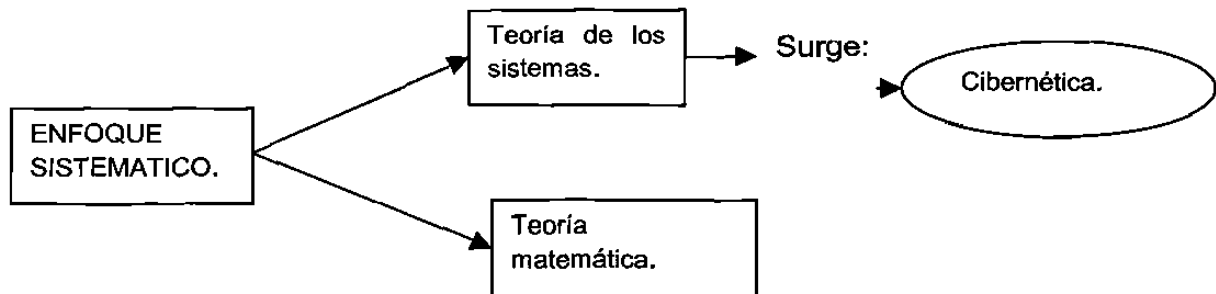 Teoría de los
sistemas.
Surge:
Cibernética.
ENFOQUE
SISTEMATICO.
Teoría
matemática.